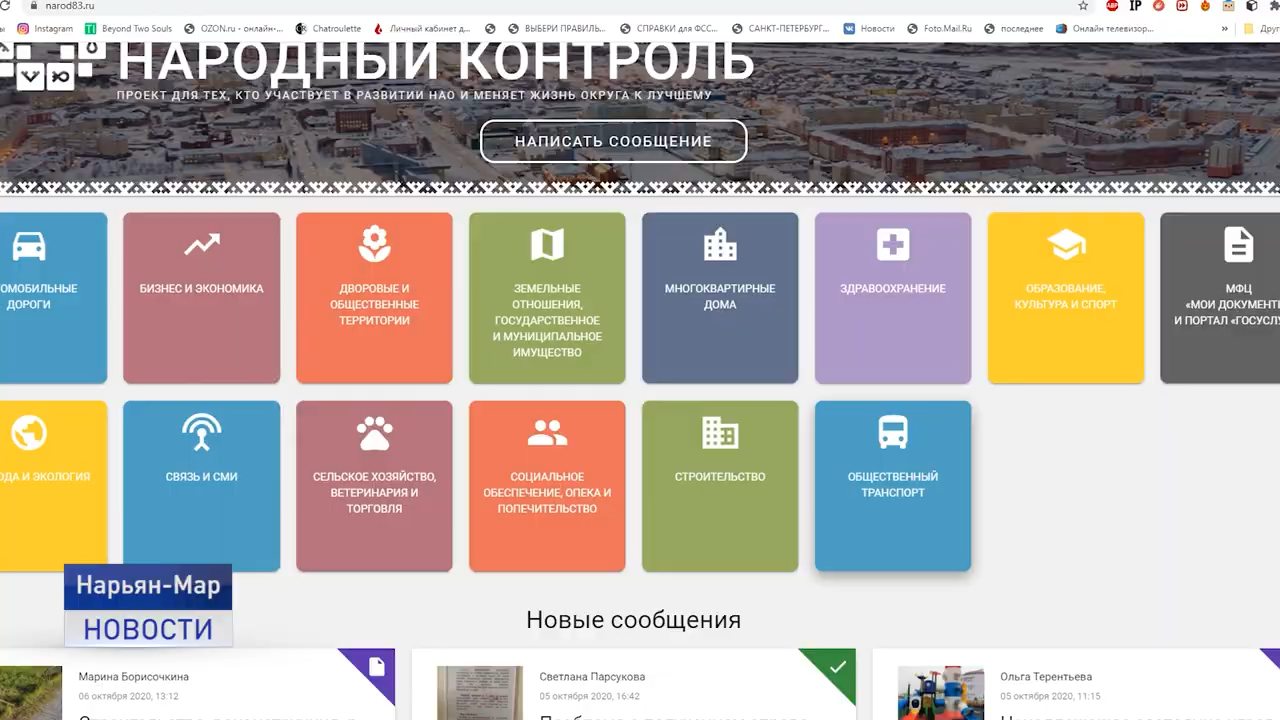 narod83.ru
Instagram
Beyond Two Souls
OZON.ru - онлайн-...
Chatroulette
Личный кабинет д...
ВЫБЕРИ ПРАВИЛЬ...
СПРАВКИ для ФСС...
САНКТ-ПЕТЕРБУРГ...
Новости
Foto.Mail.Ru
последнее
Онлайн телевизор...
»
НАРОДНЫЙ КОНТРОЛЬ
ПРОЕКТ ДЛЯ ТЕХ, КТО УЧАСТВУЕТ В РАЗВИТИИ НАО И МЕНЯЕТ ЖИЗНЬ ОКРУГА К ЛУЧШЕМУ
НАПИСАТЬ СООБЩЕНИЕ
ОМОБИЛЬНЫЕ
ДОРОГИ
БИЗНЕС И ЭКОНОМИКА
ДВОРОВЫЕ И
ОБЩЕСТВЕННЫЕ
ТЕРРИТОРИИ
ЗЕМЕЛЬНЫЕ
ОТНОШЕНИЯ,
ГОСУДАРСТВЕННОЕ
И МУНИЦИПАЛЬНОЕ
ИМУЩЕСТВО
МНОГОКВАРТИРНЫЕ
ДОМА
ЗДРАВООХРАНЕНИЕ
ОБРАЗОВАНИЕ,
КУЛЬТУРА И СПОРТ
МФЦ
«МОИ ДОКУМЕНТ
И ПОРТАЛ «ГОСУСЛУ
ОДА И ЭКОЛОГИЯ
СВЯЗЬ И СМИ
СЕЛЬСКОЕ ХОЗЯЙСТВО,
ВЕТЕРИНАРИЯ И
ТОРГОВЛЯ
СОЦИАЛЬНОЕ
ОБЕСПЕЧЕНИЕ, ОПЕКА И
ПОПЕЧИТЕЛЬСТВО
СТРОИТЕЛЬСТВО
ОБЩЕСТВЕННЫЙ
ТРАНСПОРТ
Нарьян-Мар
НОВОСТИ
Новые сообщения
Марина Борисочкина
06 октября 2020, 13:12
Светлана Парсукова
05 октября 2020, 16:42
Ольга Терентьева
05 октября 2020, 11:15